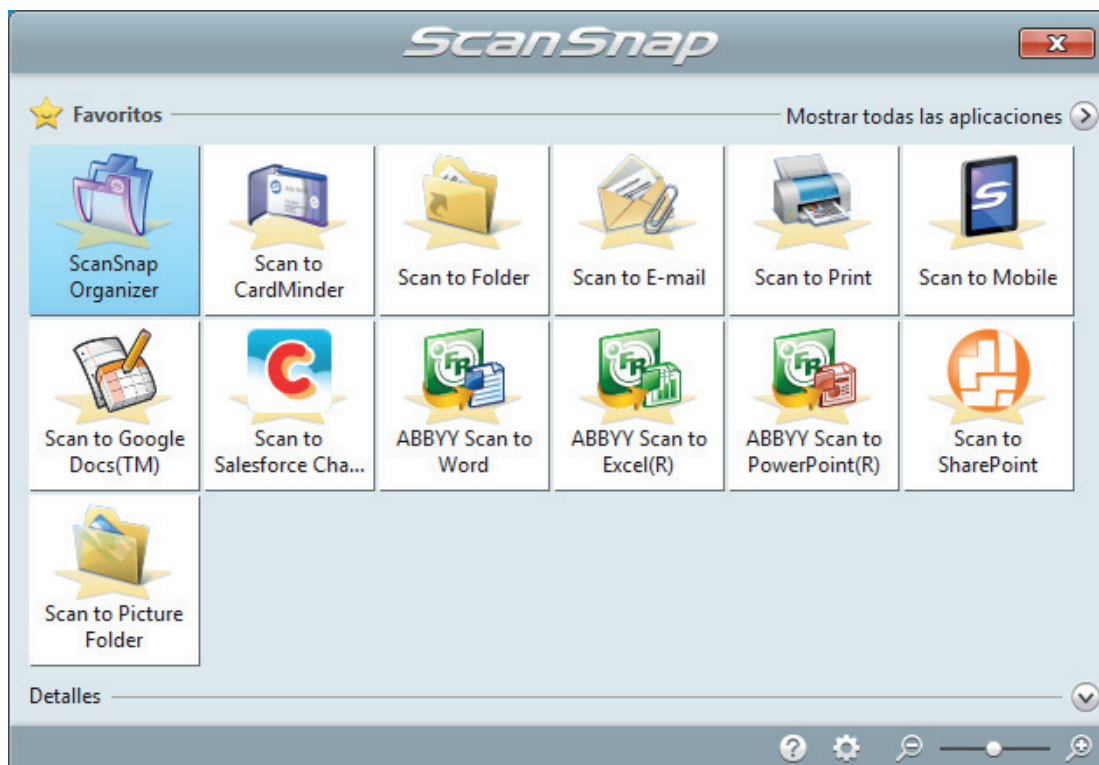 ScanSnap
Favoritos
Mostrar todas las aplicaciones
ScanSnap
Organizer
Scan to
CardMinder
Scan to Folder
Scan to E-mail
Scan to Print
Scan to Mobile
Scan to Google
Docs(TM)
Scan to
Salesforce Cha...
ABBYY Scan to
Word
ABBYY Scan to
Excel(R)
ABBYY Scan to
PowerPoint(R)
Scan to
SharePoint
Scan to Picture
Folder
Detalles